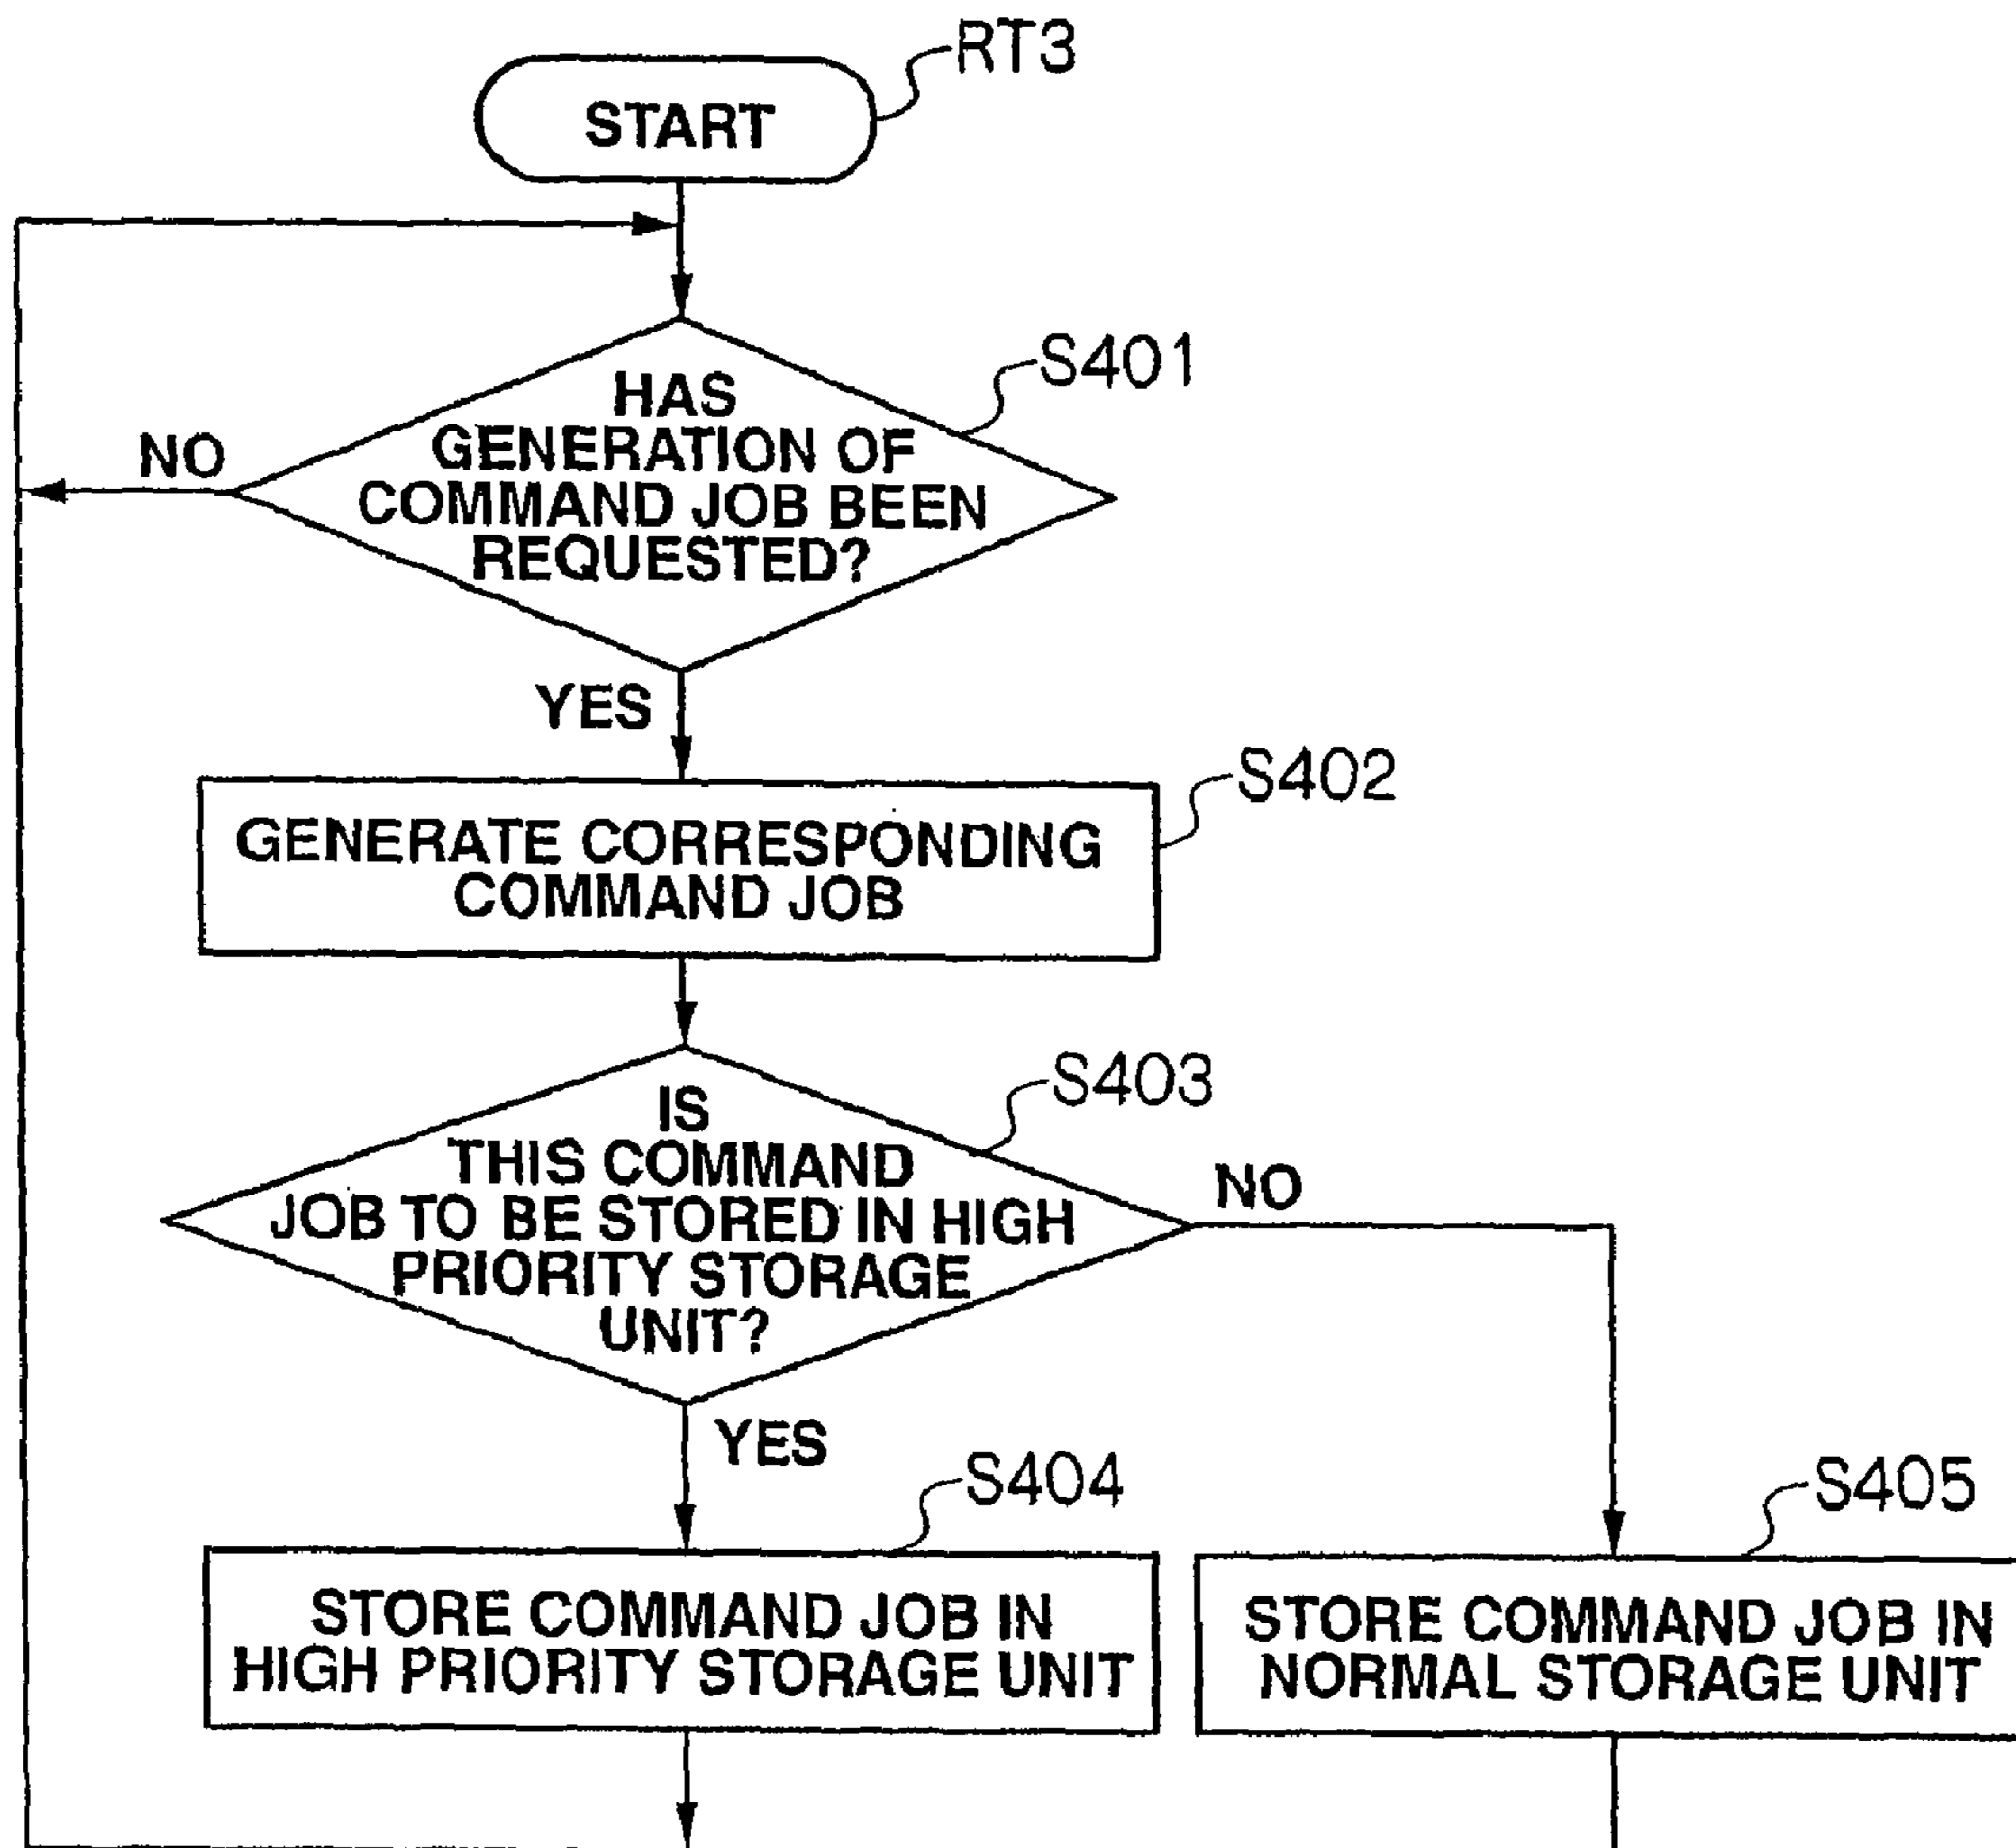 RT3
START
S401
HAS
GENERATION OF
COMMAND JOB BEEN
REQUESTED?
NO
YES
S402
GENERATE CORRESPONDING
COMMAND JOB
S403
IS
THIS COMMAND
JOB TO BE STORED IN HIGH
PRIORITY STORAGE
UNIT?
NO
YES
S404
STORE COMMAND JOB IN
HIGH PRIORITY STORAGE UNIT
S405
STORE COMMAND JOB IN
NORMAL STORAGE UNIT